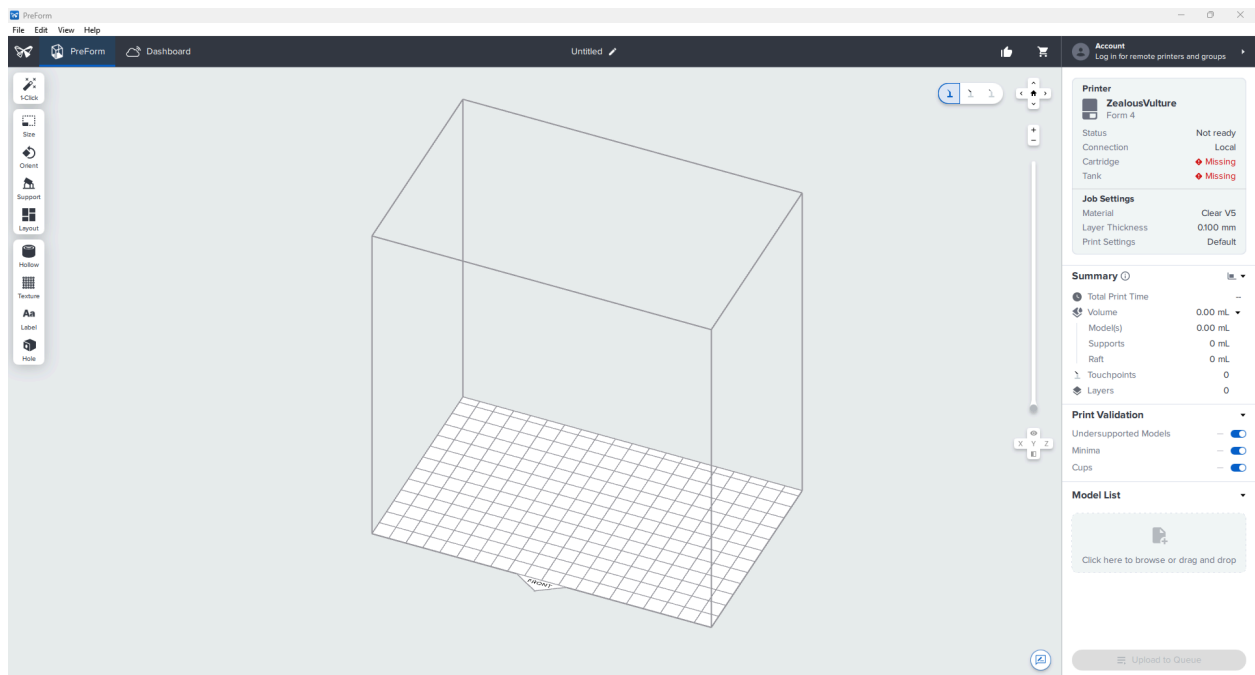 PreForm
File Edit View Help
PreForm
Dashboard
Untitled
Account
Log in for remote printers and groups
1-Click
Size
Orient
Support
Layout
Hollow
Texture
Aa
Label
Hole
FRONT
X Y Z
Printer
ZealousVulture
Form 4
Status Not ready
Connection Local
Cartridge Missing
Tank Missing
Job Settings
Material Clear V5
Layer Thickness 0.100 mm
Print Settings Default
Summary
Total Print Time --
Volume 0.00 mL
Model(s) 0.00 mL
Supports 0 mL
Raft 0 mL
Touchpoints 0
Layers 0
Print Validation
Undersupported Models —
Minima —
Cups —
Model List
Click here to browse or drag and drop
Upload to Queue